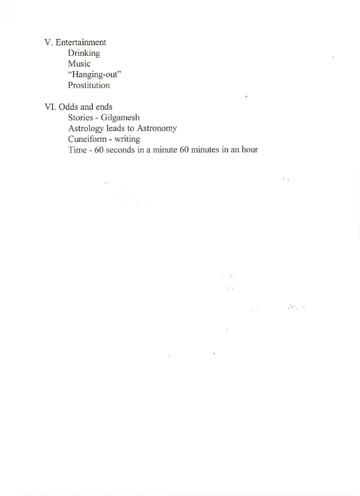 V. Entertainment
Drinking
Music
“Hanging-out”
Prostitution
VI. Odds and ends
Stories - Gilgamesh
Astrology leads to Astronomy
Cuneiform - writing
Time - 60 seconds in a minute 60 minutes in an hour